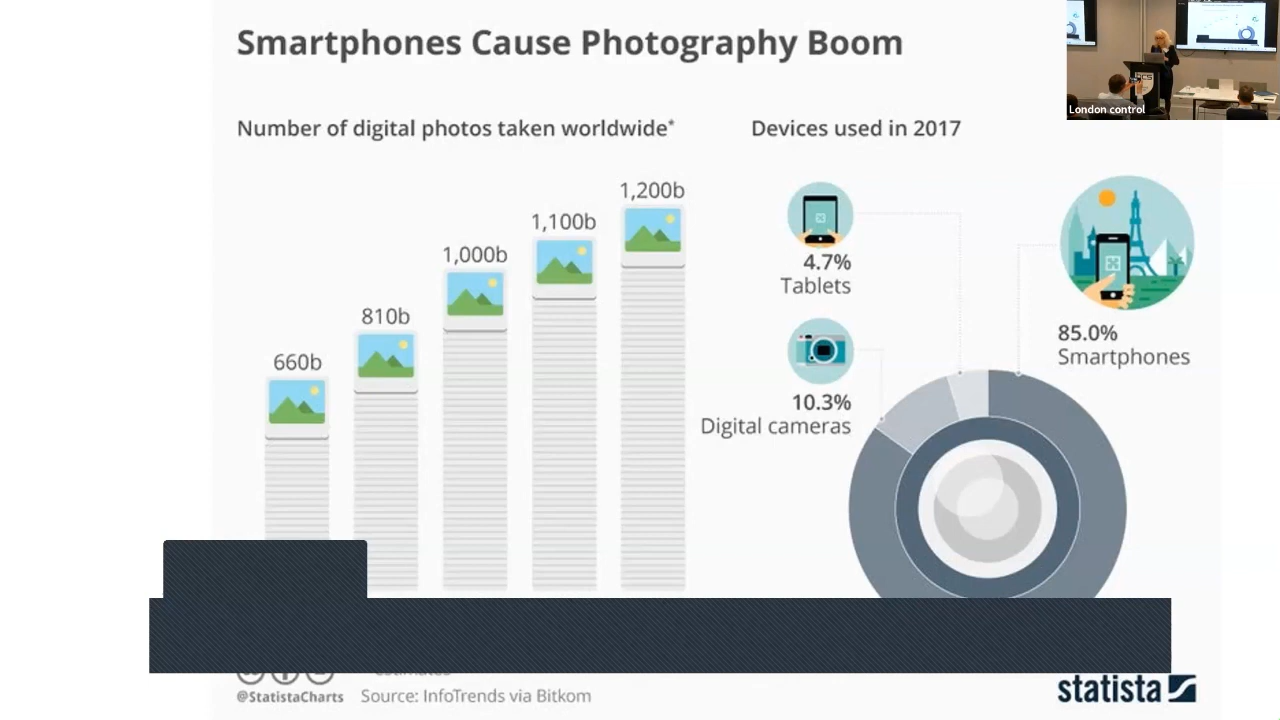 Smartphones Cause Photography Boom
Number of digital photos taken worldwide*
Devices used in 2017
London control
1,200b
1,100b
1,000b
810b
660b
4.7%
Tablets
10.3%
Digital cameras
85.0%
Smartphones
estimates
@StatistaCharts
Source: InfoTrends via Bitkom
statista